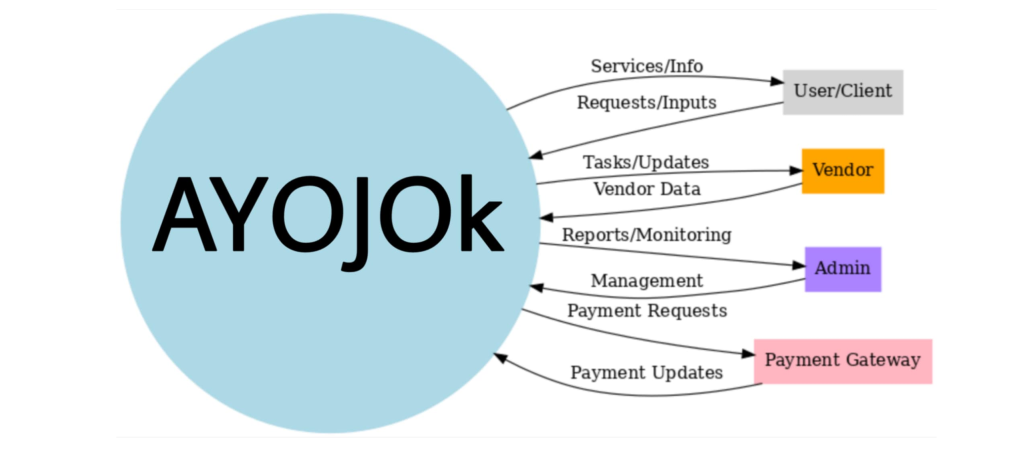 AYOJOk
Services/Info
User/Client
Requests/Inputs
Tasks/Updates
Vendor
Vendor Data
Reports/Monitoring
Admin
Management
Payment Requests
Payment Gateway
Payment Updates